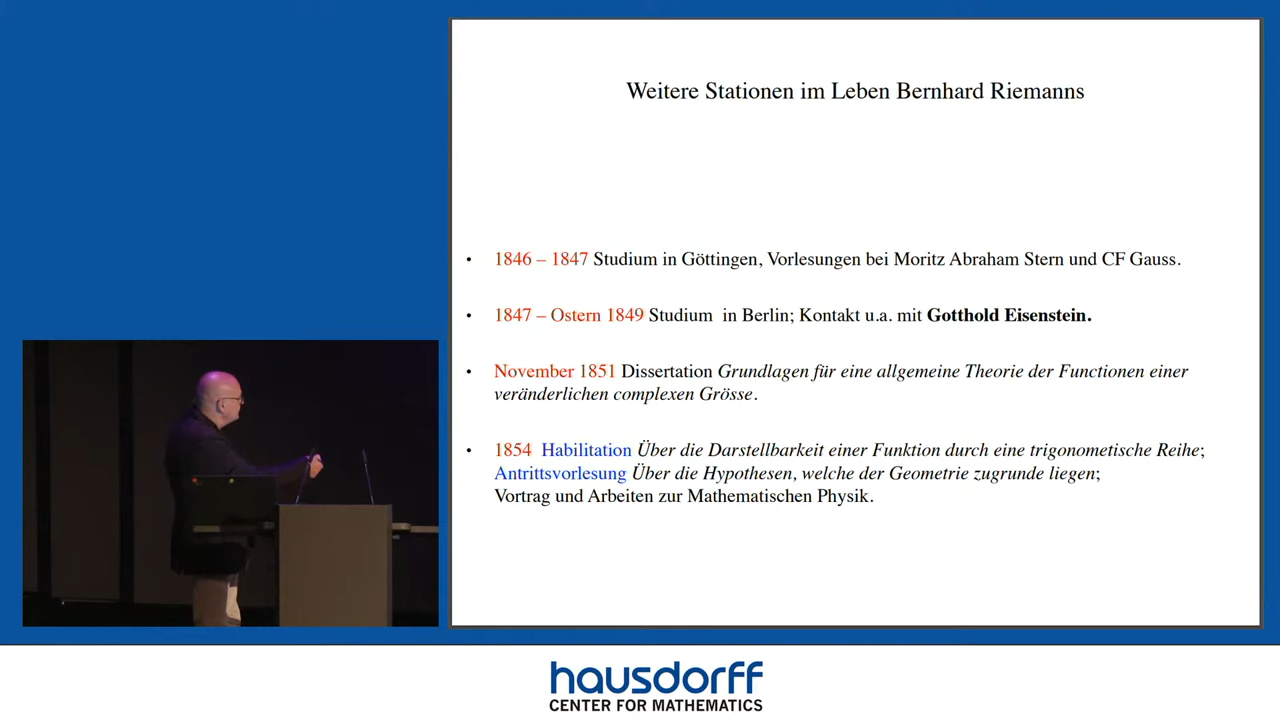 Weitere Stationen im Leben Bernhard Riemanns
• 1846 – 1847 Studium in Göttingen, Vorlesungen bei Moritz Abraham Stern und CF Gauss.
• 1847 – Ostern 1849 Studium in Berlin; Kontakt u.a. mit Gotthold Eisenstein.
• November 1851 Dissertation Grundlagen für eine allgemeine Theorie der Functionen einer
veränderlichen complexen Grösse.
• 1854 Habilitation Über die Darstellbarkeit einer Funktion durch eine trigonometische Reihe;
Antrittsvorlesung Über die Hypothesen, welche der Geometrie zugrunde liegen;
Vortrag und Arbeiten zur Mathematischen Physik.
hausdorff
CENTER FOR MATHEMATICS